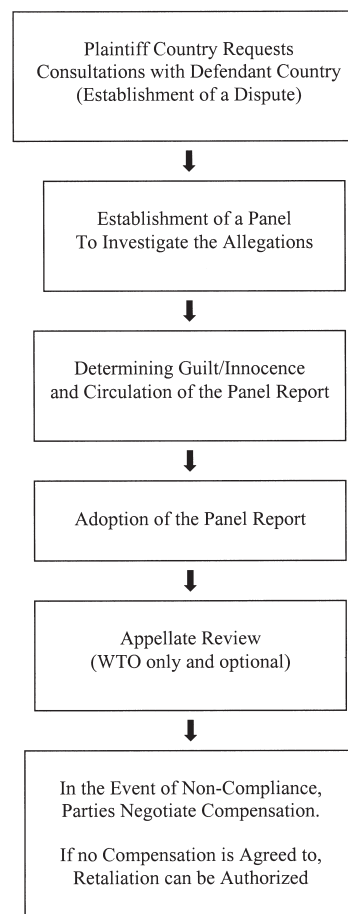 Plaintiff Country Requests
Consultations with Defendant Country
(Establishment of a Dispute)
Establishment of a Panel
To Investigate the Allegations
Determining Guilt/Innocence
and Circulation of the Panel Report
Adoption of the Panel Report
Appellate Review
(WTO only and optional)
In the Event of Non-Compliance,
Parties Negotiate Compensation.
If no Compensation is Agreed to,
Retaliation can be Authorized